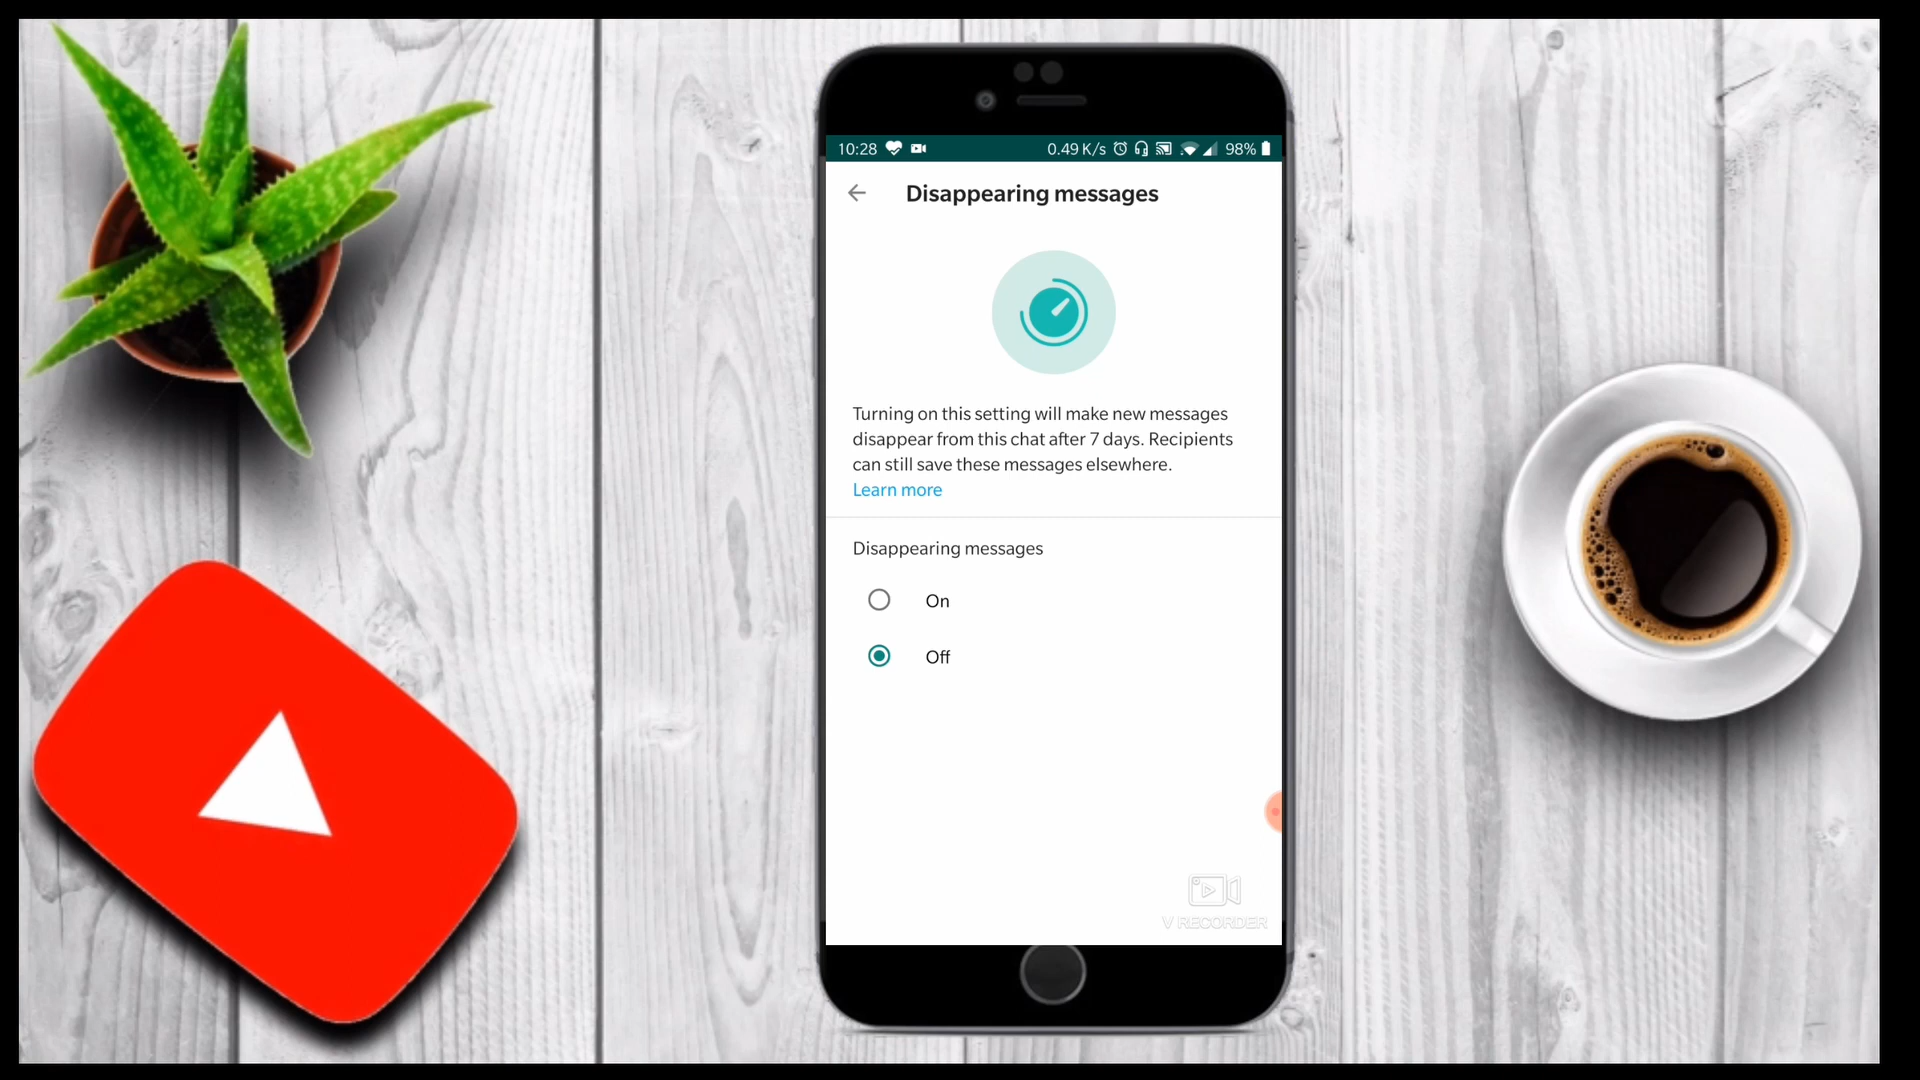 10:28 0.49 K/s 98%
Disappearing messages
Turning on this setting will make new messages
disappear from this chat after 7 days. Recipients
can still save these messages elsewhere.
Learn more
Disappearing messages
On
Off
V RECORDER